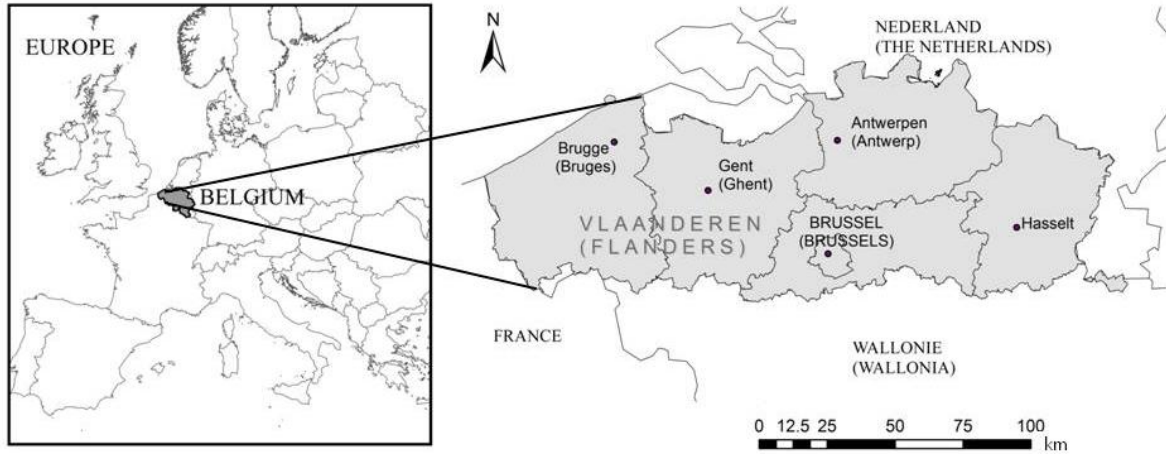 EUROPE
BELGIUM
N
NEDERLAND
(THE NETHERLANDS)
Brugge
(Bruges)
Gent
(Ghent)
Antwerpen
(Antwerp)
VLAANDEREN
(FLANDERS)
BRUSSEL
(BRUSSELS)
Hasselt
FRANCE
WALLONIE
(WALLONIA)
0 12.5 25 50 75 100 km